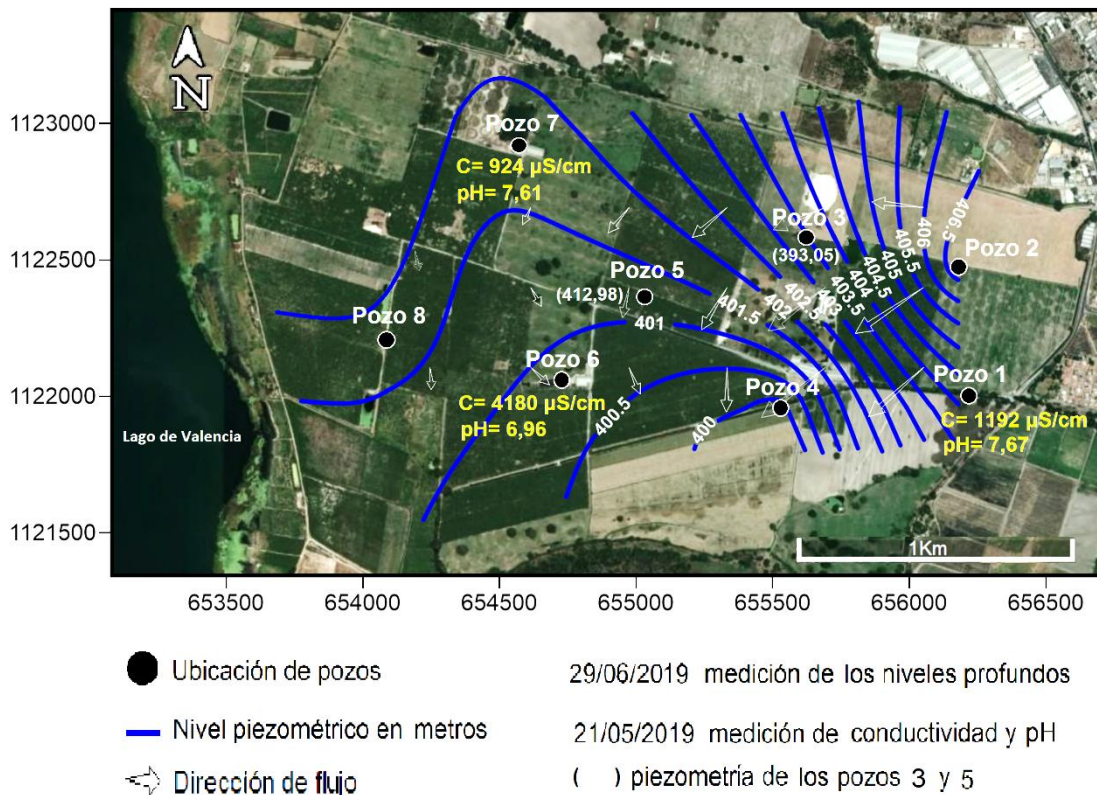 N
1123000
1122500
1122000
1121500
653500
654000
654500
655000
655500
656000
656500
Pozo 7
C= 924 µS/cm
pH= 7,61
Pozo 3
(393,05)
406
406.5
405.5
405
404.5
404
403.5
403
402.5
402
401.5
Pozo 2
Pozo 5
(412,98)
401
Pozo 8
Pozo 6
C= 4180 µS/cm
pH= 6,96
400.5
400
Pozo 4
Pozo 1
C= 1192 µS/cm
pH= 7,67
Lago de Valencia
1Km
Ubicación de pozos
Nivel piezométrico en metros
Dirección de flujo
29/06/2019 medición de los niveles profundos
21/05/2019 medición de conductividad y pH
( ) piezometría de los pozos 3 y 5